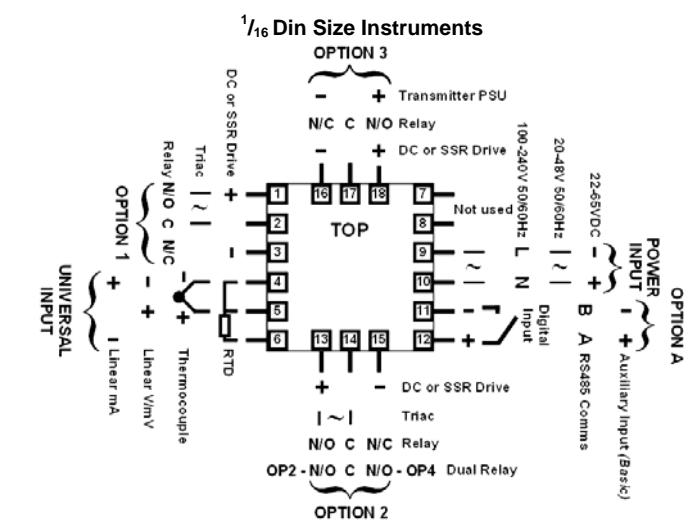 1/16 Din Size Instruments
OPTION 3
- + Transmitter PSU
N/C C N/O Relay
- + DC or SSR Drive
16 17 18
TOP
1
2
3
4
5
6
7
8
9
10
11
12
13 14 15
DC or SSR Drive + -
Triac | ~ |
Relay N/O C N/C
OPTION 1
UNIVERSAL
INPUT
+ - Linear mA
- + Linear V/mV
- + Thermocouple
RTD
Not used
100-240V 50/60Hz L N
| ~ |
20-48V 50/60Hz | ~ |
22-65VDC - +
POWER
INPUT
- +
Digital
Input
B A RS485 Comms
- + Auxiliary Input (Basic)
OPTION A
+ - DC or SSR Drive
| ~ | Triac
N/O C N/C Relay
OP2 - N/O C N/O - OP4 Dual Relay
OPTION 2